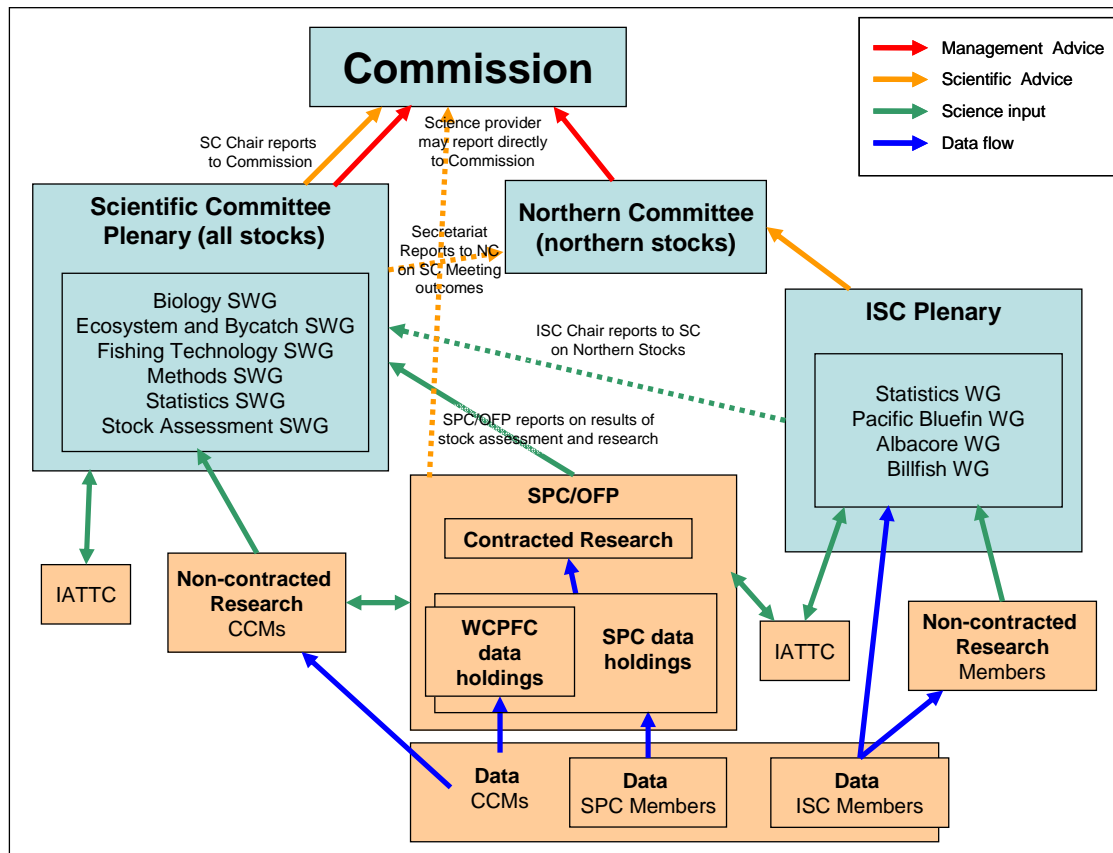 Commission
Management Advice
Scientific Advice
Science input
Data flow
SC Chair reports
to Commission
Science provider
may report directly
to Commission
Scientific Committee
Plenary (all stocks)
Biology SWG
Ecosystem and Bycatch SWG
Fishing Technology SWG
Methods SWG
Statistics SWG
Stock Assessment SWG
Secretariat
Reports to NC
on SC Meeting
outcomes
Northern Committee
(northern stocks)
ISC Plenary
Statistics WG
Pacific Bluefin WG
Albacore WG
Billfish WG
ISC Chair reports to SC
on Northern Stocks
SPC/OFP reports on results of
stock assessment and research
SPC/OFP
Contracted Research
WCPFC
data
holdings
SPC data
holdings
IATTC
Non-contracted
Research
CCMs
IATTC
Non-contracted
Research
Members
Data
CCMs
Data
SPC Members
Data
ISC Members